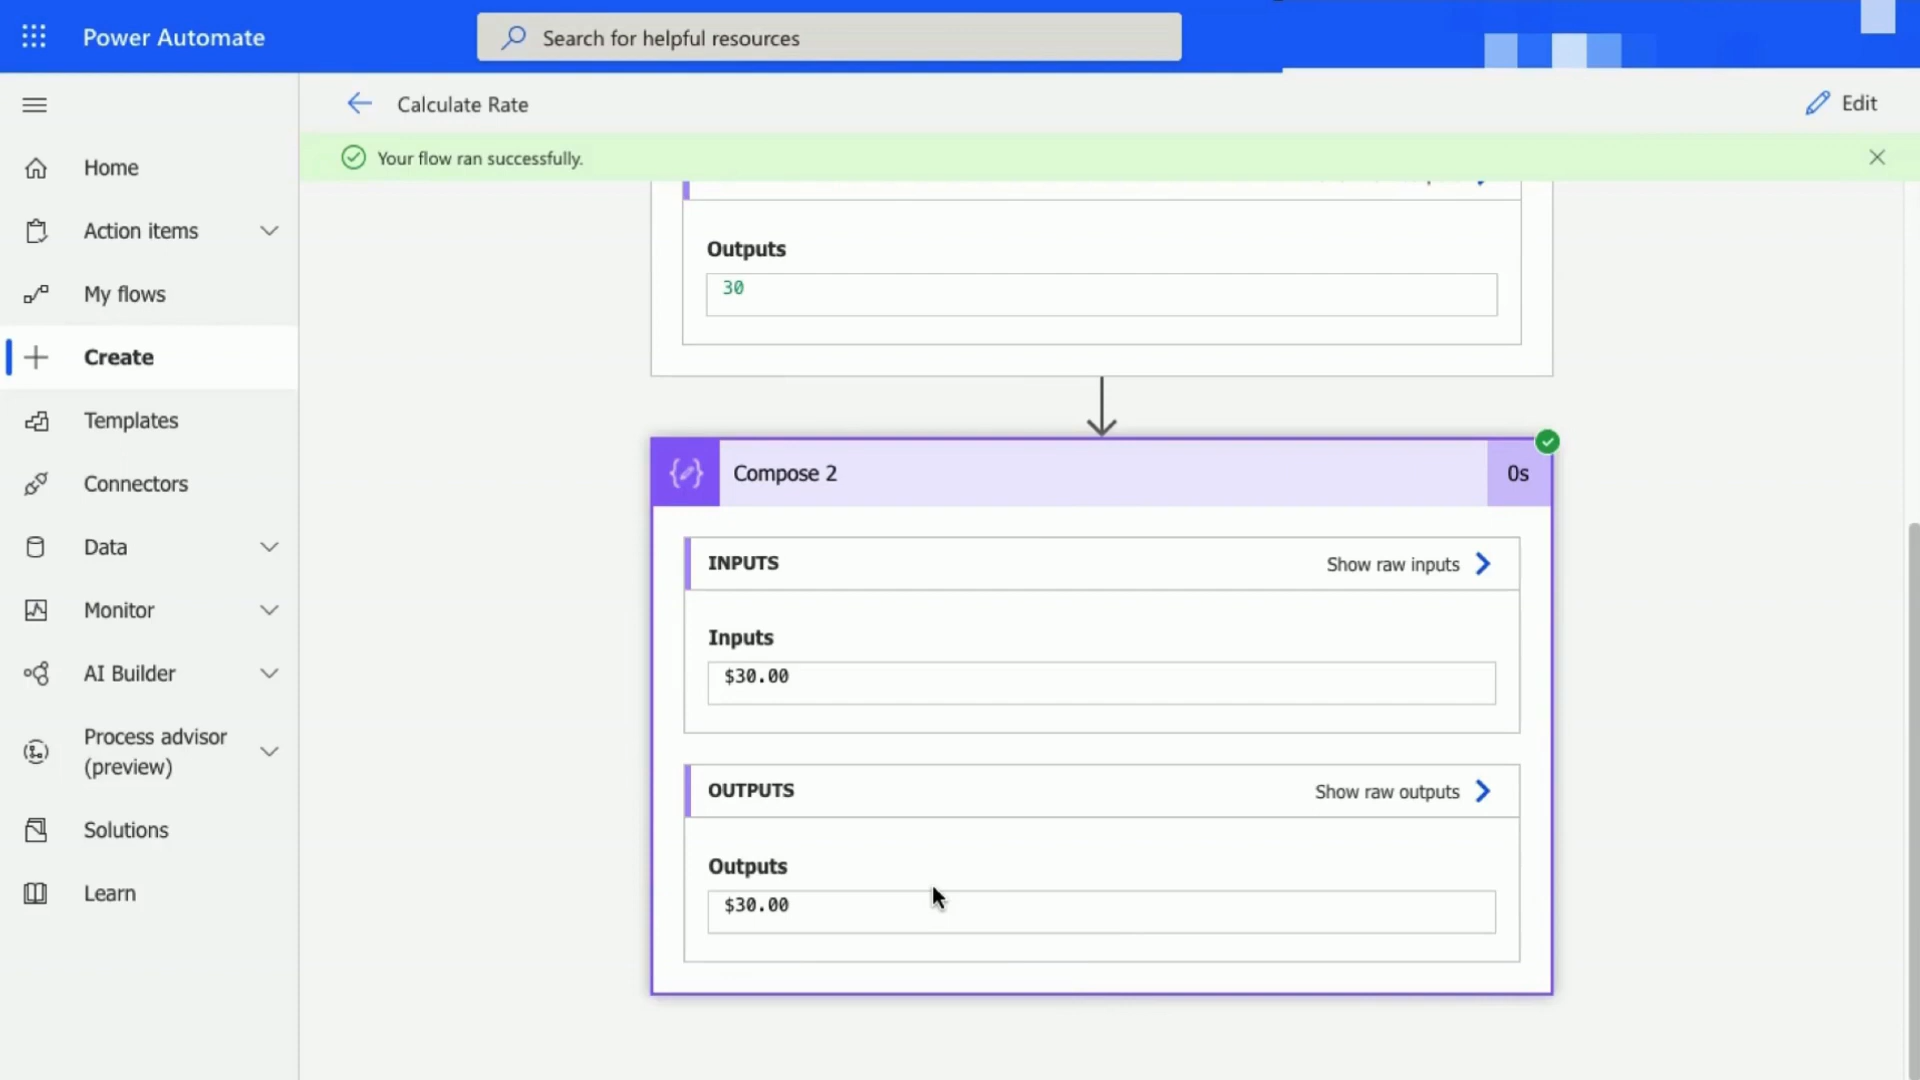 Power Automate
Search for helpful resources
Calculate Rate
Edit
Your flow ran successfully.
Home
Action items
My flows
Create
Templates
Connectors
Data
Monitor
AI Builder
Process advisor
(preview)
Solutions
Learn
Outputs
30
Compose 2
0s
INPUTS
Show raw inputs
Inputs
$30.00
OUTPUTS
Show raw outputs
Outputs
$30.00